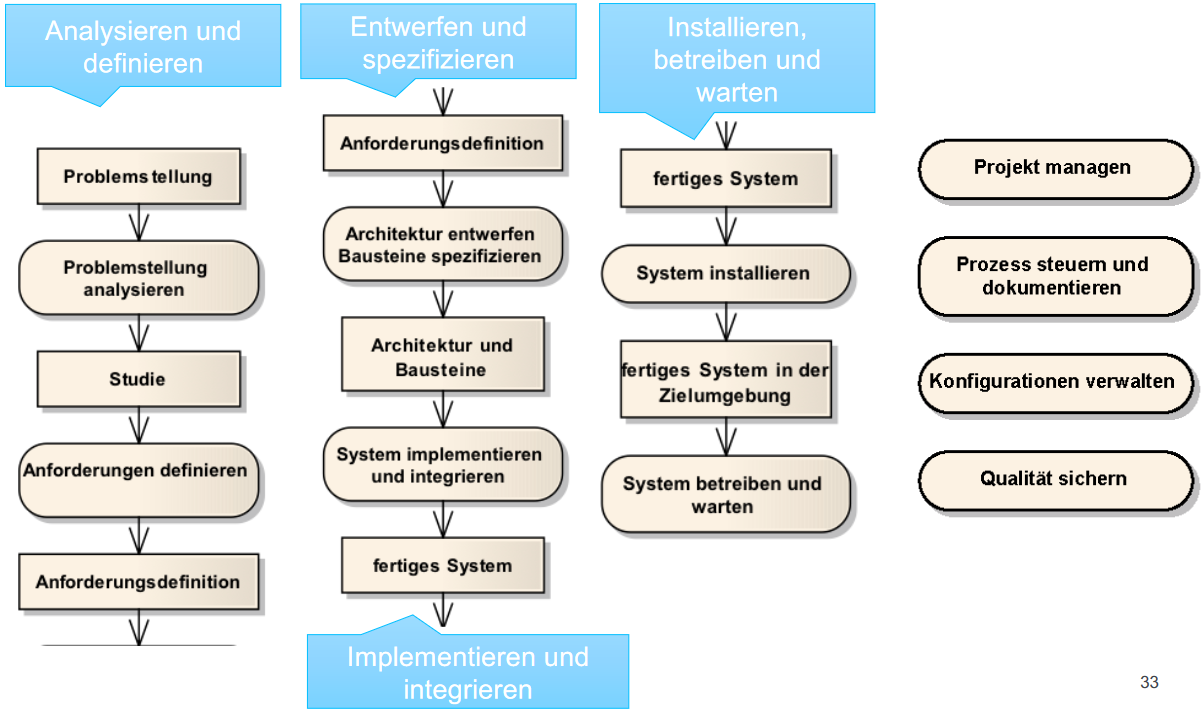 Analysieren und
definieren
Problemstellung
Problemstellung
analysieren
Studie
Anforderungen definieren
Anforderungsdefinition
Entwerfen und
spezifizieren
Anforderungsdefinition
Architektur entwerfen
Bausteine spezifizieren
Architektur und
Bausteine
System implementieren
und integrieren
fertiges System
Implementieren und
integrieren
Installieren,
betreiben und
warten
fertiges System
System installieren
fertiges System in der
Zielumgebung
System betreiben und
warten
Projekt managen
Prozess steuern und
dokumentieren
Konfigurationen verwalten
Qualität sichern
33